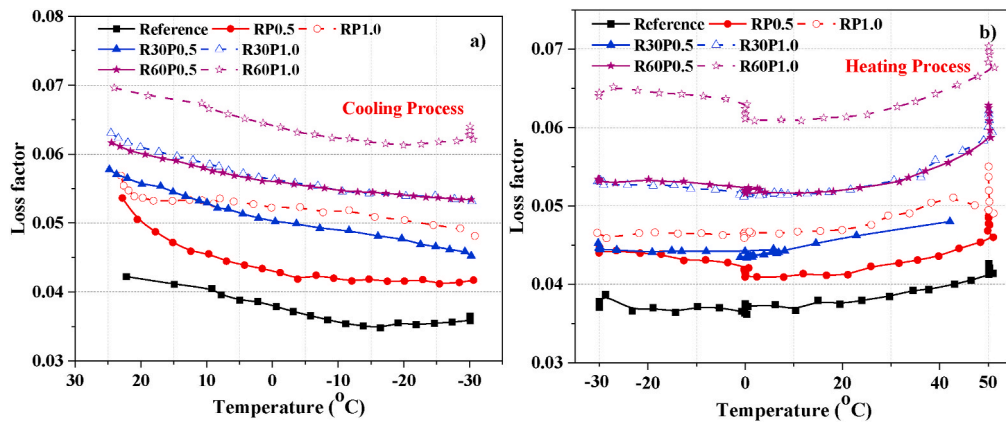 Reference RP0.5 RP1.0
R30P0.5 R30P1.0
R60P0.5 R60P1.0
a)
Cooling Process
Loss factor
0.08
0.07
0.06
0.05
0.04
0.03
30 20 10 0 -10 -20 -30
Temperature (°C)
Reference RP0.5 RP1.0
R30P0.5 R30P1.0
R60P0.5 R60P1.0
b)
Heating Process
Loss factor
0.07
0.06
0.05
0.04
0.03
-30 -20 0 20 40 50
Temperature (°C)